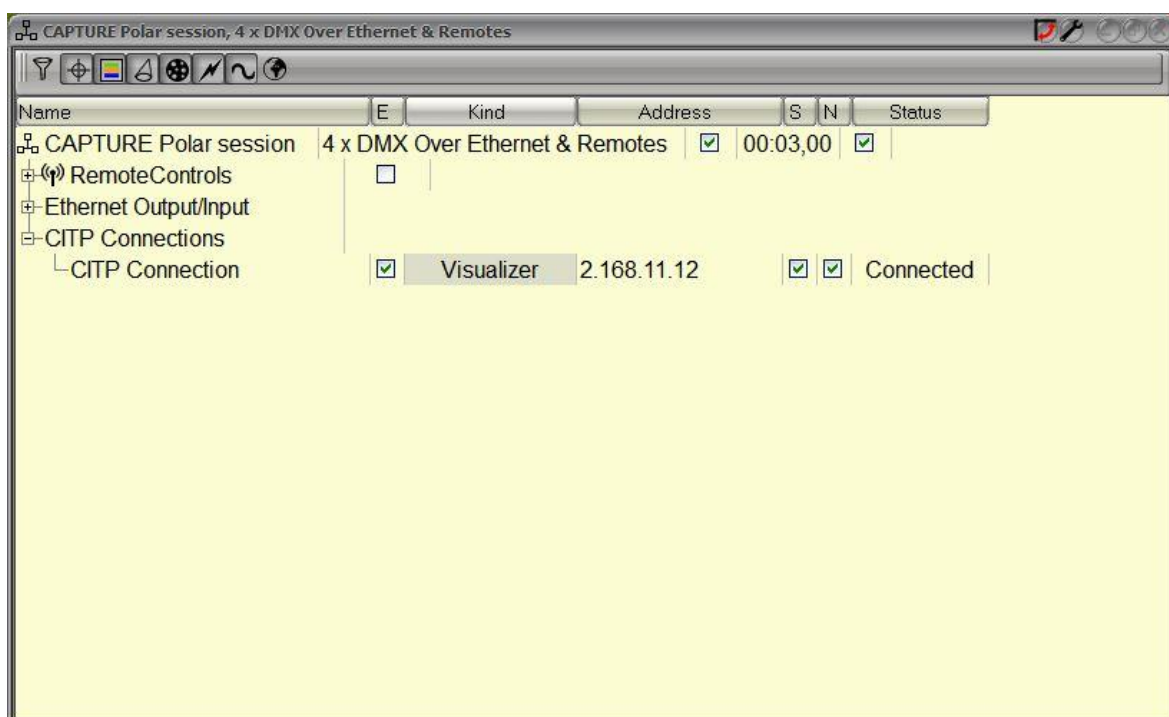 CAPTURE Polar session, 4 x DMX Over Ethernet & Remotes
Name E Kind Address S N Status
CAPTURE Polar session 4 x DMX Over Ethernet & Remotes 00:03,00
RemoteControls
Ethernet Output/Input
CITP Connections
CITP Connection Visualizer 2.168.11.12 Connected